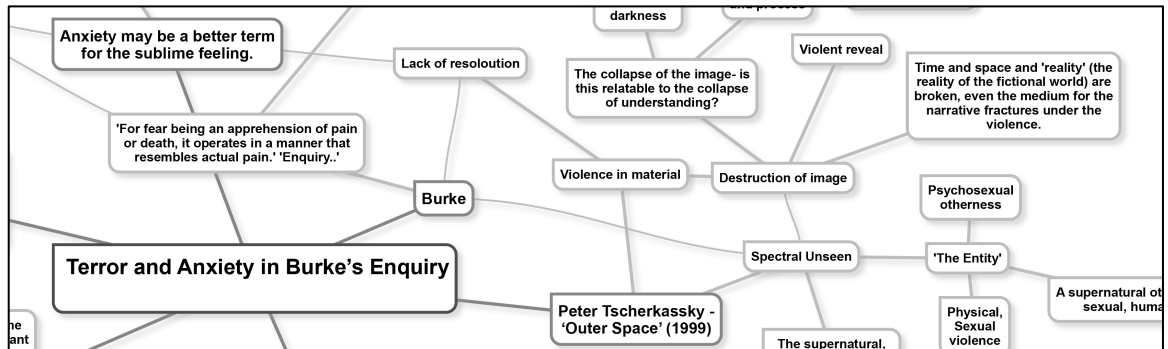 darkness
and process
Anxiety may be a better term
for the sublime feeling.
Lack of resoloution
Violent reveal
The collapse of the image- is
this relatable to the collapse
of understanding?
Time and space and 'reality' (the
reality of the fictional world) are
broken, even the medium for the
narrative fractures under the
violence.
'For fear being an apprehension of pain
or death, it operates in a manner that
resembles actual pain.' 'Enquiry..'
Violence in material
Destruction of image
Burke
Psychosexual
otherness
Terror and Anxiety in Burke's Enquiry
Spectral Unseen
'The Entity'
Peter Tscherkassky -
‘Outer Space’ (1999)
A supernatural ot
sexual, huma
Physical,
Sexual
violence
The supernatural,
he
ant